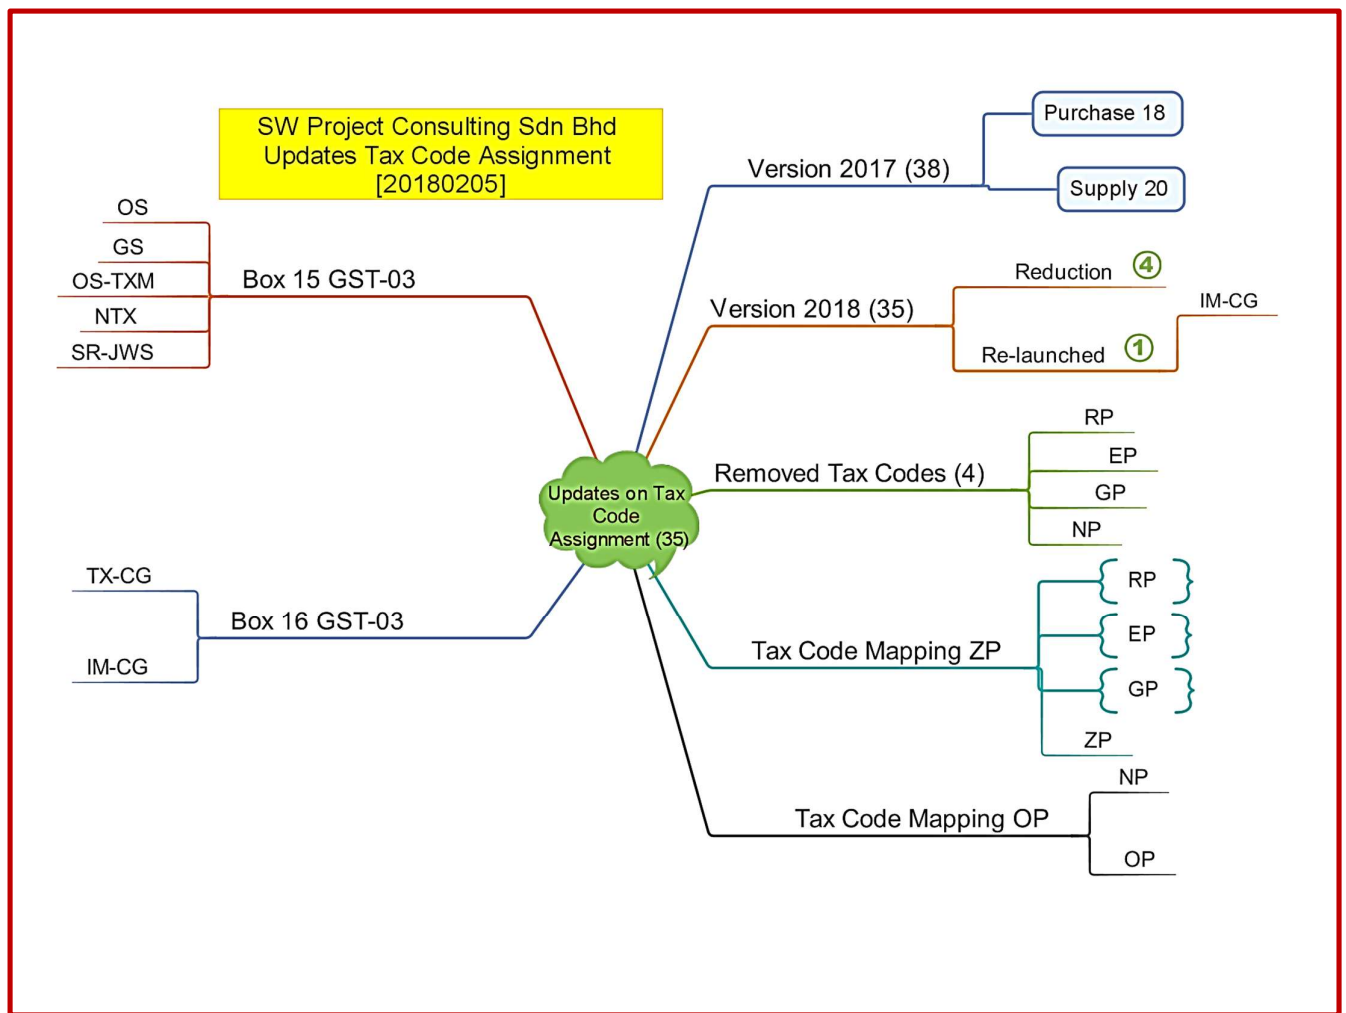 SW Project Consulting Sdn Bhd
Updates Tax Code Assignment
[20180205]
Purchase 18
Version 2017 (38)
Supply 20
OS
GS
OS-TXM
NTX
SR-JWS
Box 15 GST-03
Version 2018 (35)
Reduction 4
Re-launched 1
IM-CG
Removed Tax Codes (4)
RP
EP
GP
NP
Updates on Tax
Code
Assignment (35)
TX-CG
IM-CG
Box 16 GST-03
Tax Code Mapping ZP
RP
EP
GP
ZP
Tax Code Mapping OP
NP
OP